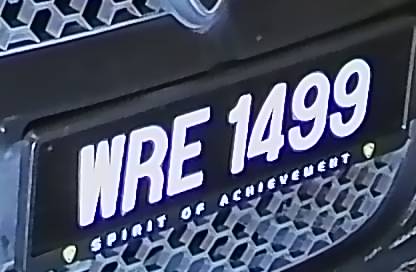 WRE 1499
SPIRIT OF ACHIEVEMENT